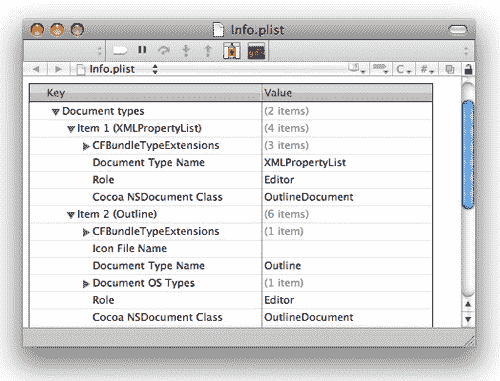 Info.plist
Info.plist
C
#
Key Value
Document types (2 items)
Item 1 (XMLPropertyList) (4 items)
CFBundleTypeExtensions (3 items)
Document Type Name XMLPropertyList
Role Editor
Cocoa NSDocument Class OutlineDocument
Item 2 (Outline) (6 items)
CFBundleTypeExtensions (1 item)
Icon File Name
Document Type Name Outline
Document OS Types (1 item)
Role Editor
Cocoa NSDocument Class OutlineDocument